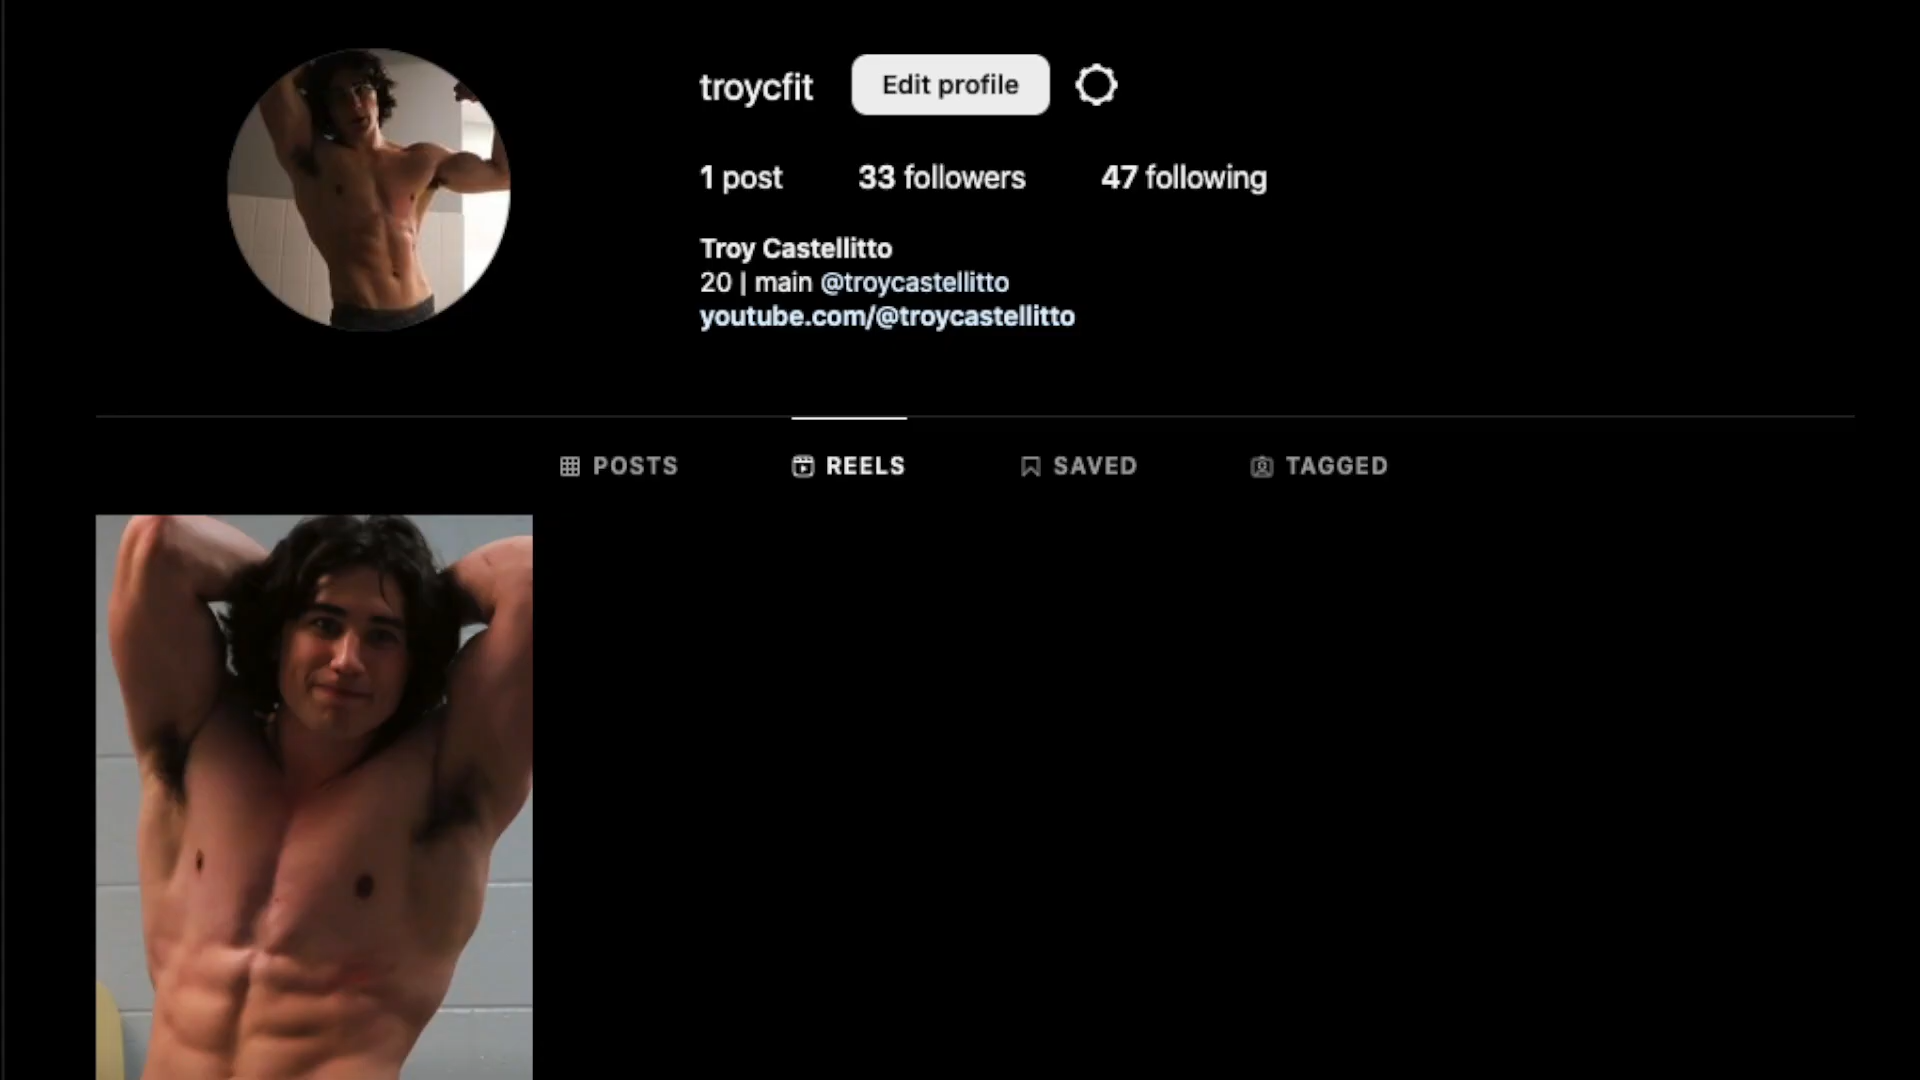 troycfit Edit profile
1 post 33 followers 47 following
Troy Castellitto
20 | main @troycastellitto
youtube.com/@troycastellitto
POSTS REELS SAVED TAGGED